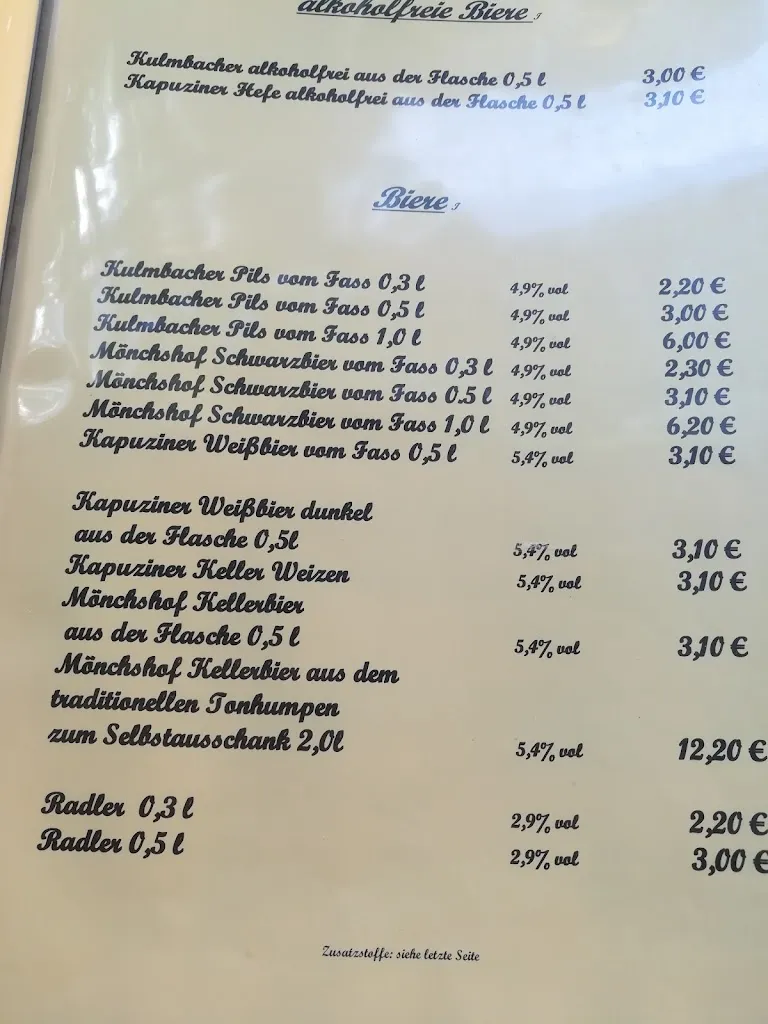 alkoholfreie Biere J
Kulmbacher alkoholfrei aus der Flasche 0,5 l 3,00 €
Kapuziner Hefe alkoholfrei aus der Flasche 0,5 l 3,10 €
Biere J
Kulmbacher Pils vom Fass 0,3 l 4,9% vol 2,20 €
Kulmbacher Pils vom Fass 0,5 l 4,9% vol 3,00 €
Kulmbacher Pils vom Fass 1,0 l 4,9% vol 6,00 €
Mönchshof Schwarzbier vom Fass 0,3 l 4,9% vol 2,30 €
Mönchshof Schwarzbier vom Fass 0.5 l 4,9% vol 3,10 €
Mönchshof Schwarzbier vom Fass 1,0 l 4,9% vol 6,20 €
Kapuziner Weißbier vom Fass 0,5 l 5,4% vol 3,10 €
Kapuziner Weißbier dunkel
aus der Flasche 0,5l 5,4% vol 3,10 €
Kapuziner Keller Weizen 5,4% vol 3,10 €
Mönchshof Kellerbier
aus der Flasche 0,5 l 5,4% vol 3,10 €
Mönchshof Kellerbier aus dem
traditionellen Tonhumpen
zum Selbstausschank 2,0l 5,4% vol 12,20 €
Radler 0,3 l 2,9% vol 2,20 €
Radler 0,5 l 2,9% vol 3,00 €
Zusatzstoffe: siehe letzte Seite